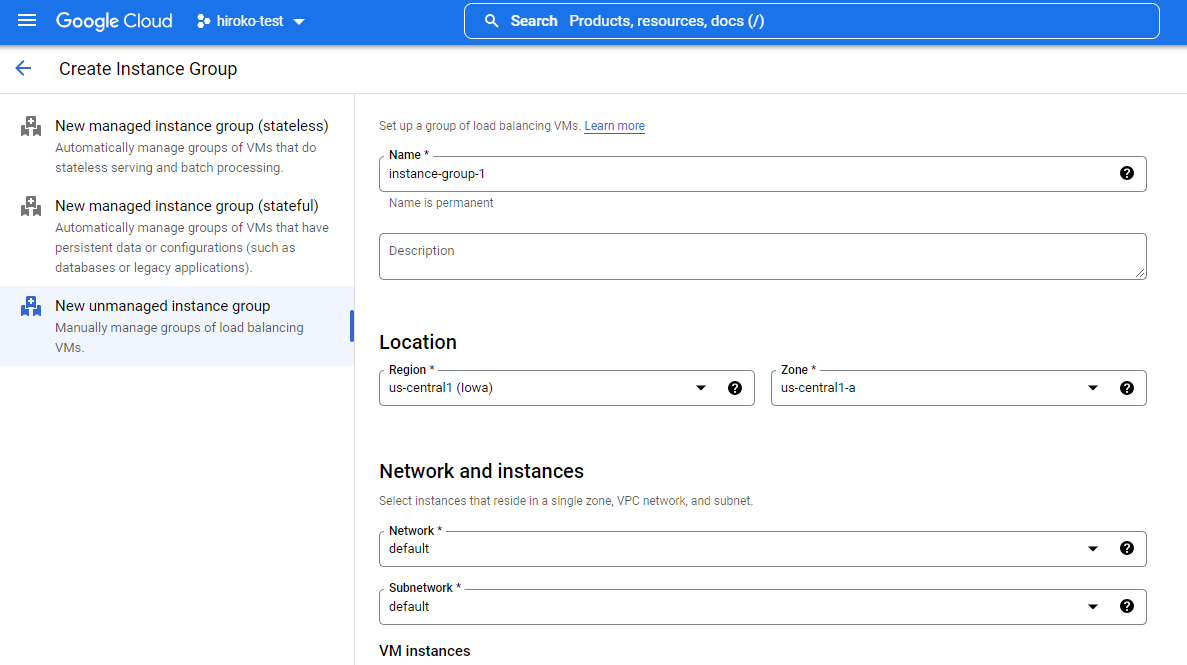 Google Cloud
hiroko-test
Search Products, resources, docs (/)
Create Instance Group
New managed instance group (stateless)
Automatically manage groups of VMs that do
stateless serving and batch processing.
New managed instance group (stateful)
Automatically manage groups of VMs that have
persistent data or configurations (such as
databases or legacy applications).
New unmanaged instance group
Manually manage groups of load balancing
VMs.
Set up a group of load balancing VMs. Learn more
Name *
instance-group-1
Name is permanent
Description
Location
Region *
us-central1 (Iowa)
Zone *
us-central1-a
Network and instances
Select instances that reside in a single zone, VPC network, and subnet.
Network *
default
Subnetwork *
default
VM instances